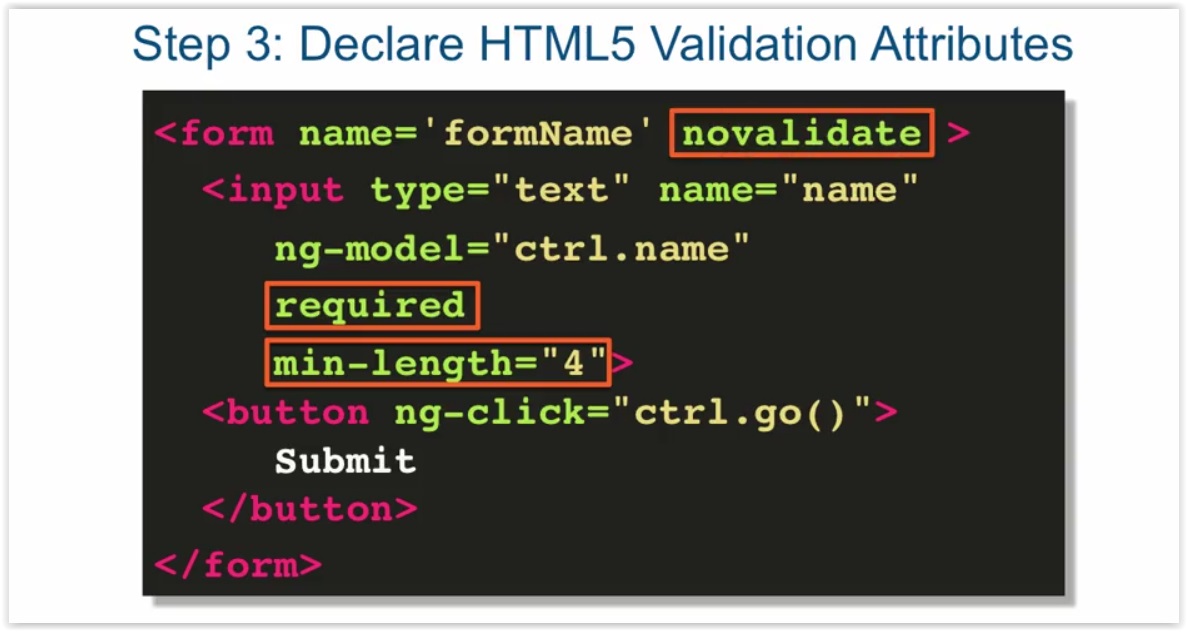 Step 3: Declare HTML5 Validation Attributes
<form name='formName' novalidate >
<input type="text" name="name"
ng-model="ctrl.name"
required
min-length="4">
<button ng-click="ctrl.go()">
Submit
</button>
</form>